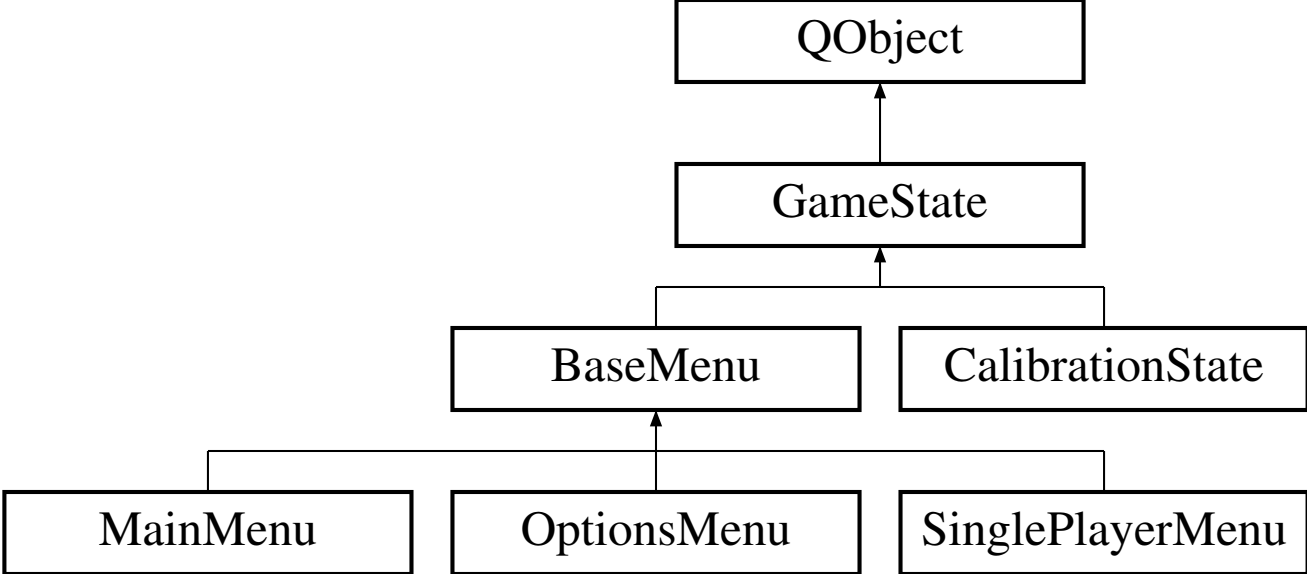 QObject
GameState
BaseMenu
CalibrationState
MainMenu
OptionsMenu
SinglePlayerMenu